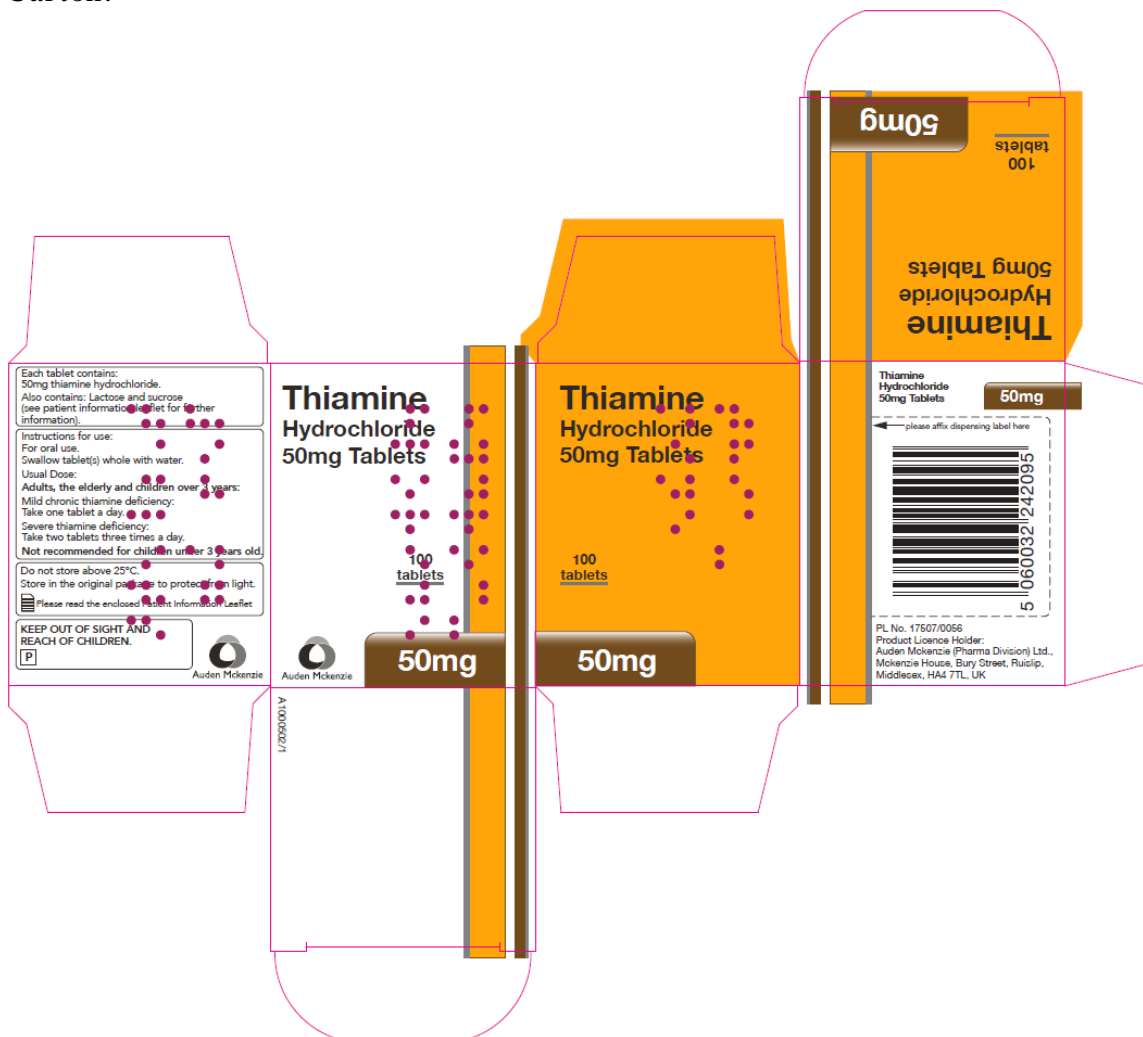 Carton:
50mg
100
tablets
Thiamine
Hydrochloride
50mg Tablets
Each tablet contains:
50mg thiamine hydrochloride.
Also contains: Lactose and sucrose
(see patient information leaflet for further
information).
Instructions for use:
For oral use.
Swallow tablet(s) whole with water.
Usual Dose:
Adults, the elderly and children over 3 years:
Mild chronic thiamine deficiency:
Take one tablet a day.
Severe thiamine deficiency:
Take two tablets three times a day.
Not recommended for children under 3 years old.
Do not store above 25°C.
Store in the original package to protect from light.
Please read the enclosed Patient Information Leaflet
KEEP OUT OF SIGHT AND
REACH OF CHILDREN.
P
Auden Mckenzie
Thiamine
Hydrochloride
50mg Tablets
100
tablets
50mg
Auden Mckenzie
A1000502/1
Thiamine
Hydrochloride
50mg Tablets
100
tablets
50mg
Thiamine
Hydrochloride
50mg Tablets
50mg
please affix dispensing label here
5 060032 242095
PL No. 17507/0056
Product Licence Holder:
Auden Mckenzie (Pharma Division) Ltd.,
Mckenzie House, Bury Street, Ruislip,
Middlesex, HA4 7TL, UK